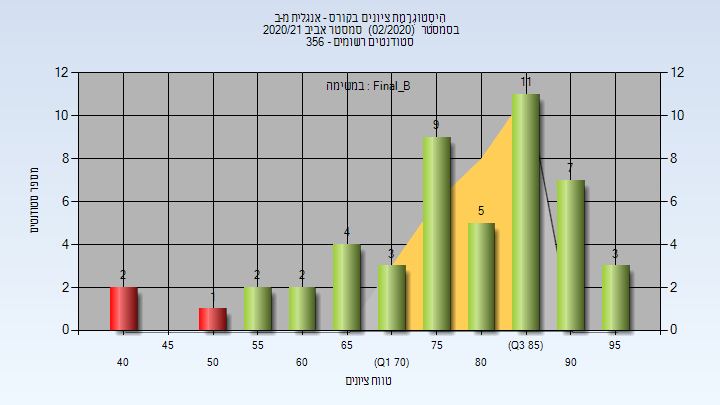 היסטוגרמת ציונים בקורס - אנגלית מ-ב
בסמסטר (02/2020) סמסטר אביב 2020/21
סטודנטים רשומים - 356
במשימה : Final_B
מספר סטודנטים
12 12
10 10
8 8
6 6
4 4
2 2
0 0
2 1 2 2 4 3 9 5 11 7 3
45 55 65 75 (Q3 85) 95
40 50 60 (Q1 70) 80 90
טווח ציונים